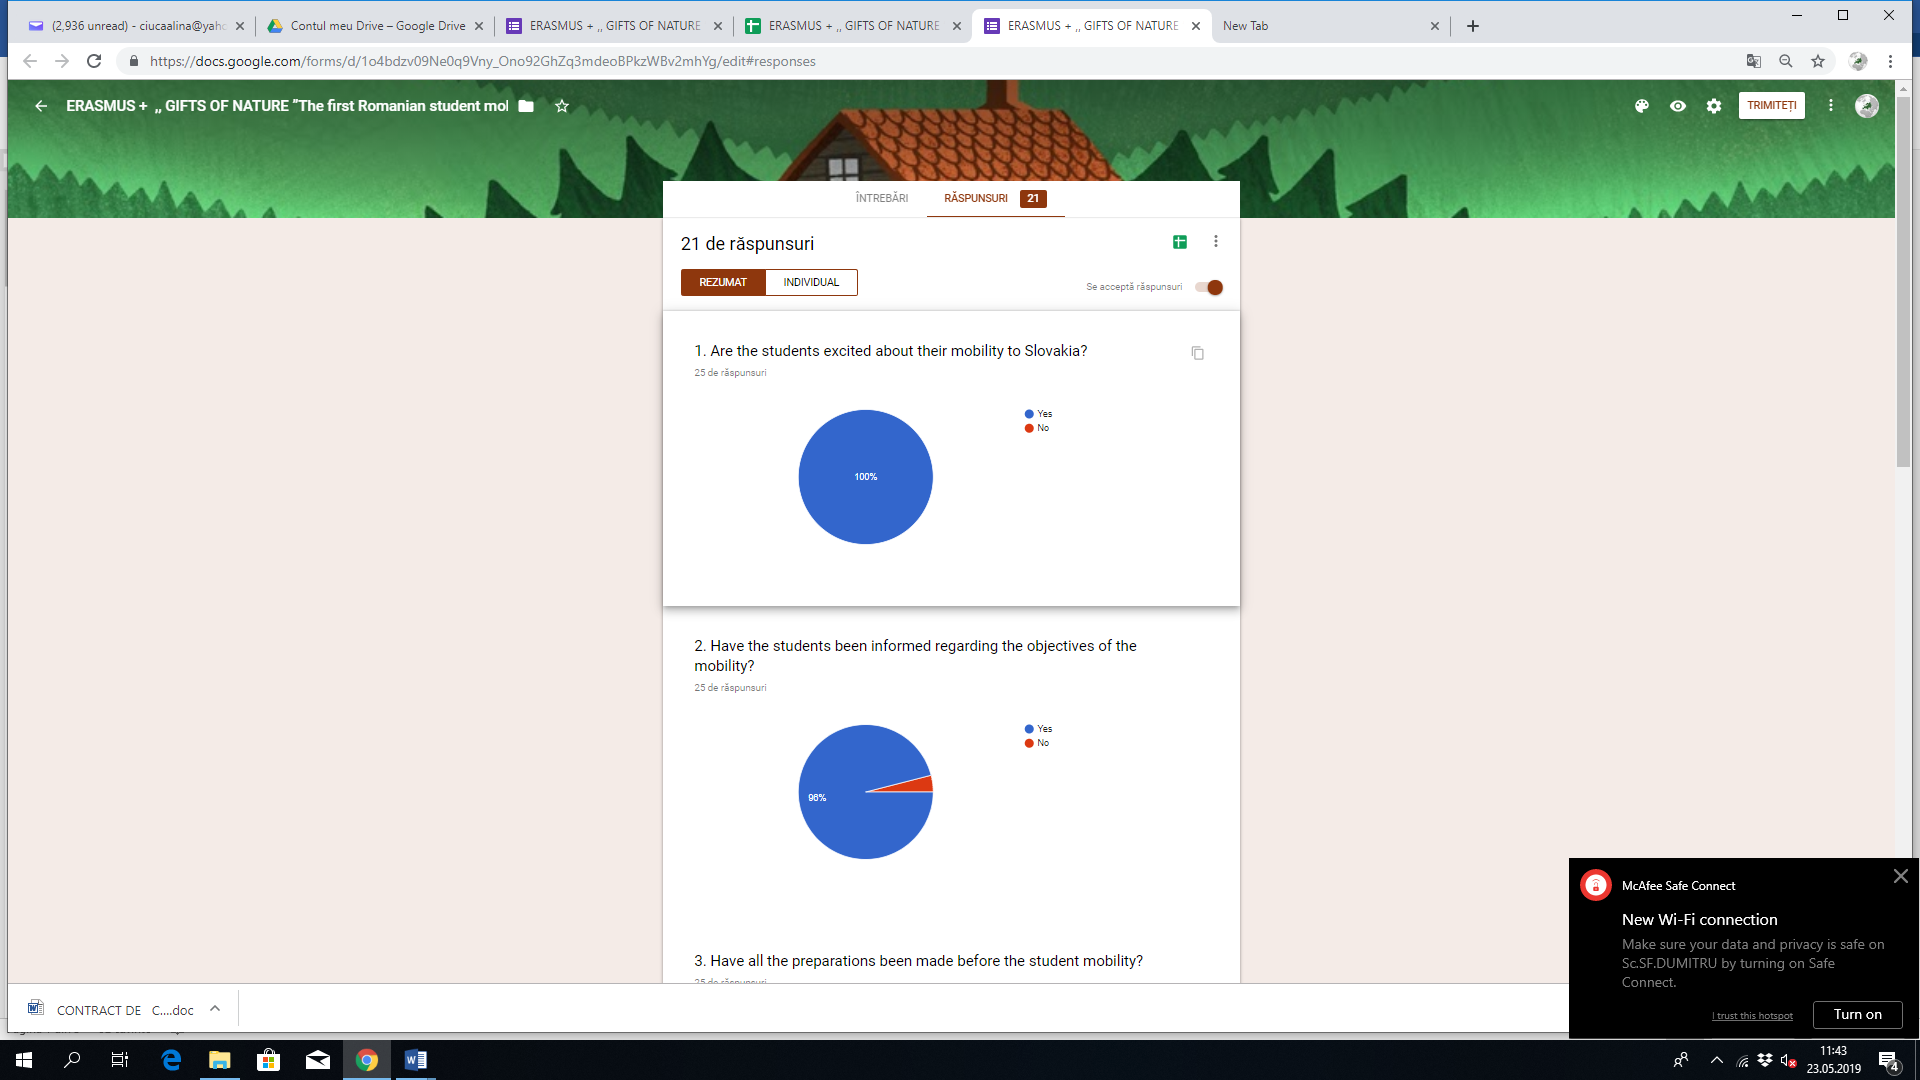 (2,936 unread) - ciucaalina@yaho
Contul meu Drive – Google Drive
ERASMUS + ,, GIFTS OF NATURE
ERASMUS + ,, GIFTS OF NATURE
ERASMUS + ,, GIFTS OF NATURE
New Tab
https://docs.google.com/forms/d/1o4bdzv09Ne0q9Vny_Ono92GhZq3mdeoBPkzWBv2mhYg/edit#responses
ERASMUS + ,, GIFTS OF NATURE "The first Romanian student mol
TRIMITEȚI
ÎNTREBĂRI
RĂSPUNSURI 21
21 de răspunsuri
REZUMAT
INDIVIDUAL
Se acceptă răspunsuri
1. Are the students excited about their mobility to Slovakia?
25 de răspunsuri
Yes
No
100%
2. Have the students been informed regarding the objectives of the
mobility?
25 de răspunsuri
Yes
No
96%
3. Have all the preparations been made before the student mobility?
25 de răspunsuri
McAfee Safe Connect
New Wi-Fi connection
Make sure your data and privacy is safe on
Sc.SF.DUMITRU by turning on Safe
Connect.
I trust this hotspot
Turn on
CONTRACT DE C....doc
11:43
23.05.2019
4